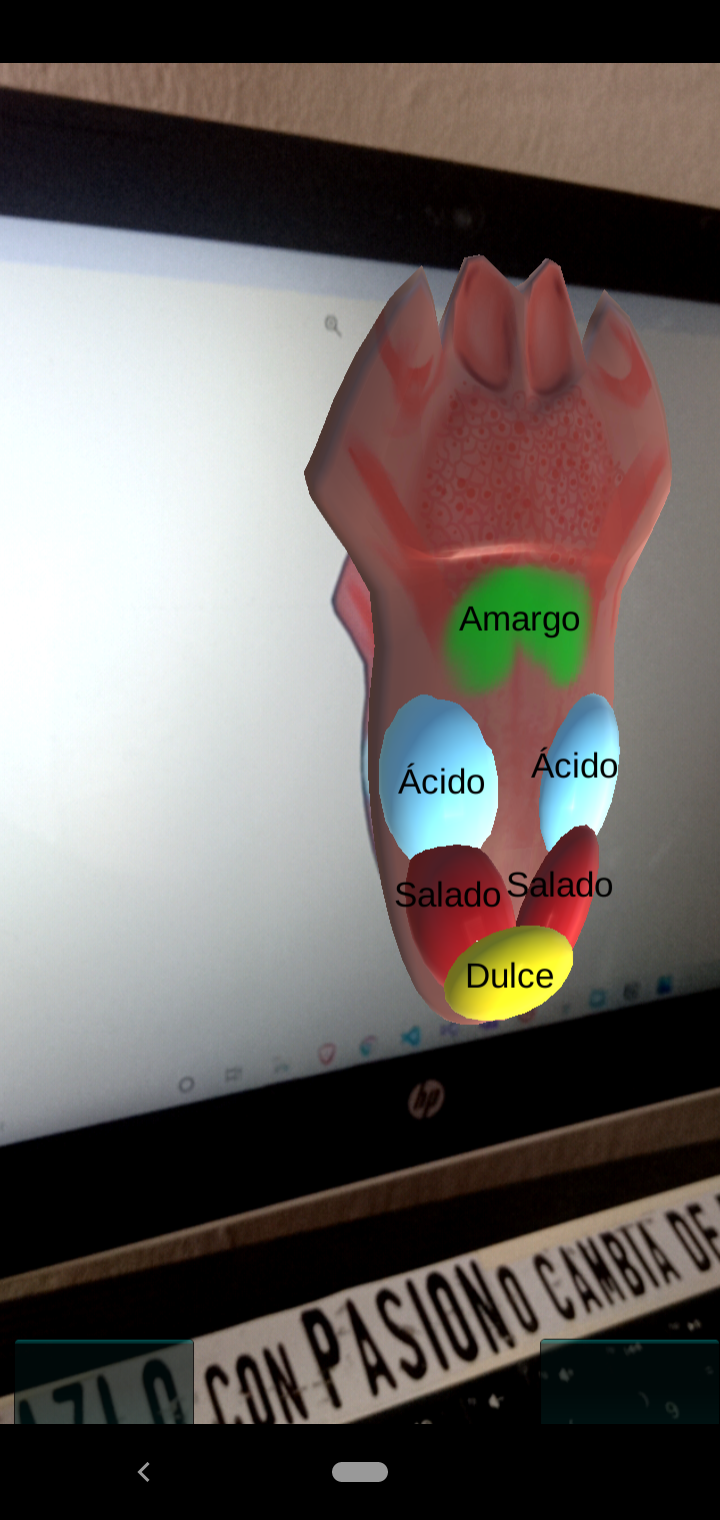 Amargo
Ácido
Ácido
Salado
Salado
Dulce
hp
CON PASION O CAMBIA DE